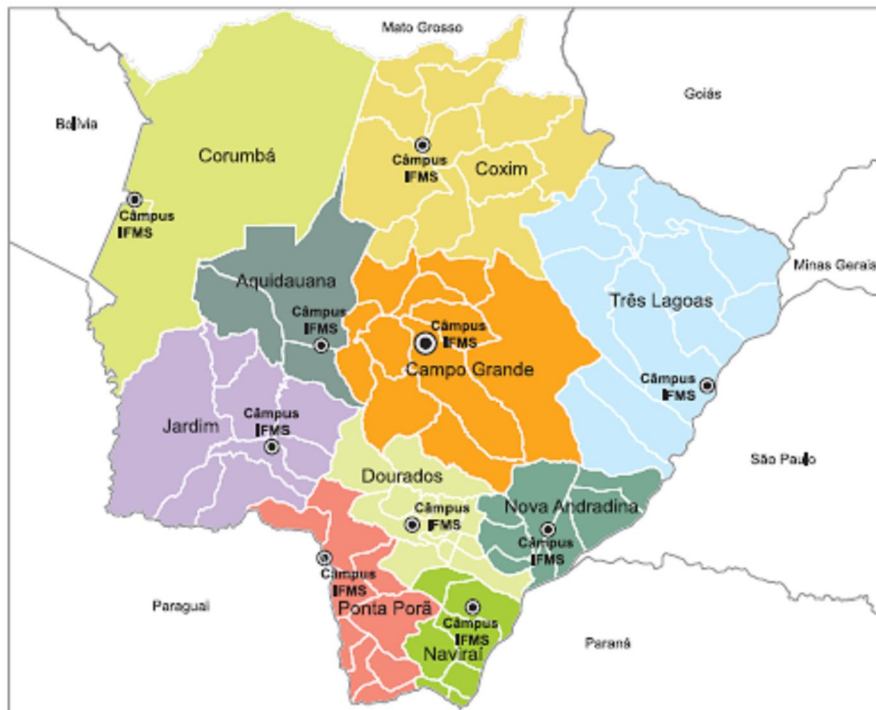 Mato Grosso
Goiás
Bolívia
Corumbá
Câmpus
IFMS
Coxim
Câmpus
IFMS
Minas Gerais
Aquidauana
Câmpus
IFMS
Três Lagoas
Câmpus
IFMS
Campo Grande
Câmpus
IFMS
Jardim
Câmpus
IFMS
São Paulo
Dourados
Câmpus
IFMS
Nova Andradina
Câmpus
IFMS
Câmpus
IFMS
Ponta Porã
Paraguai
Câmpus
IFMS
Naviraí
Paraná